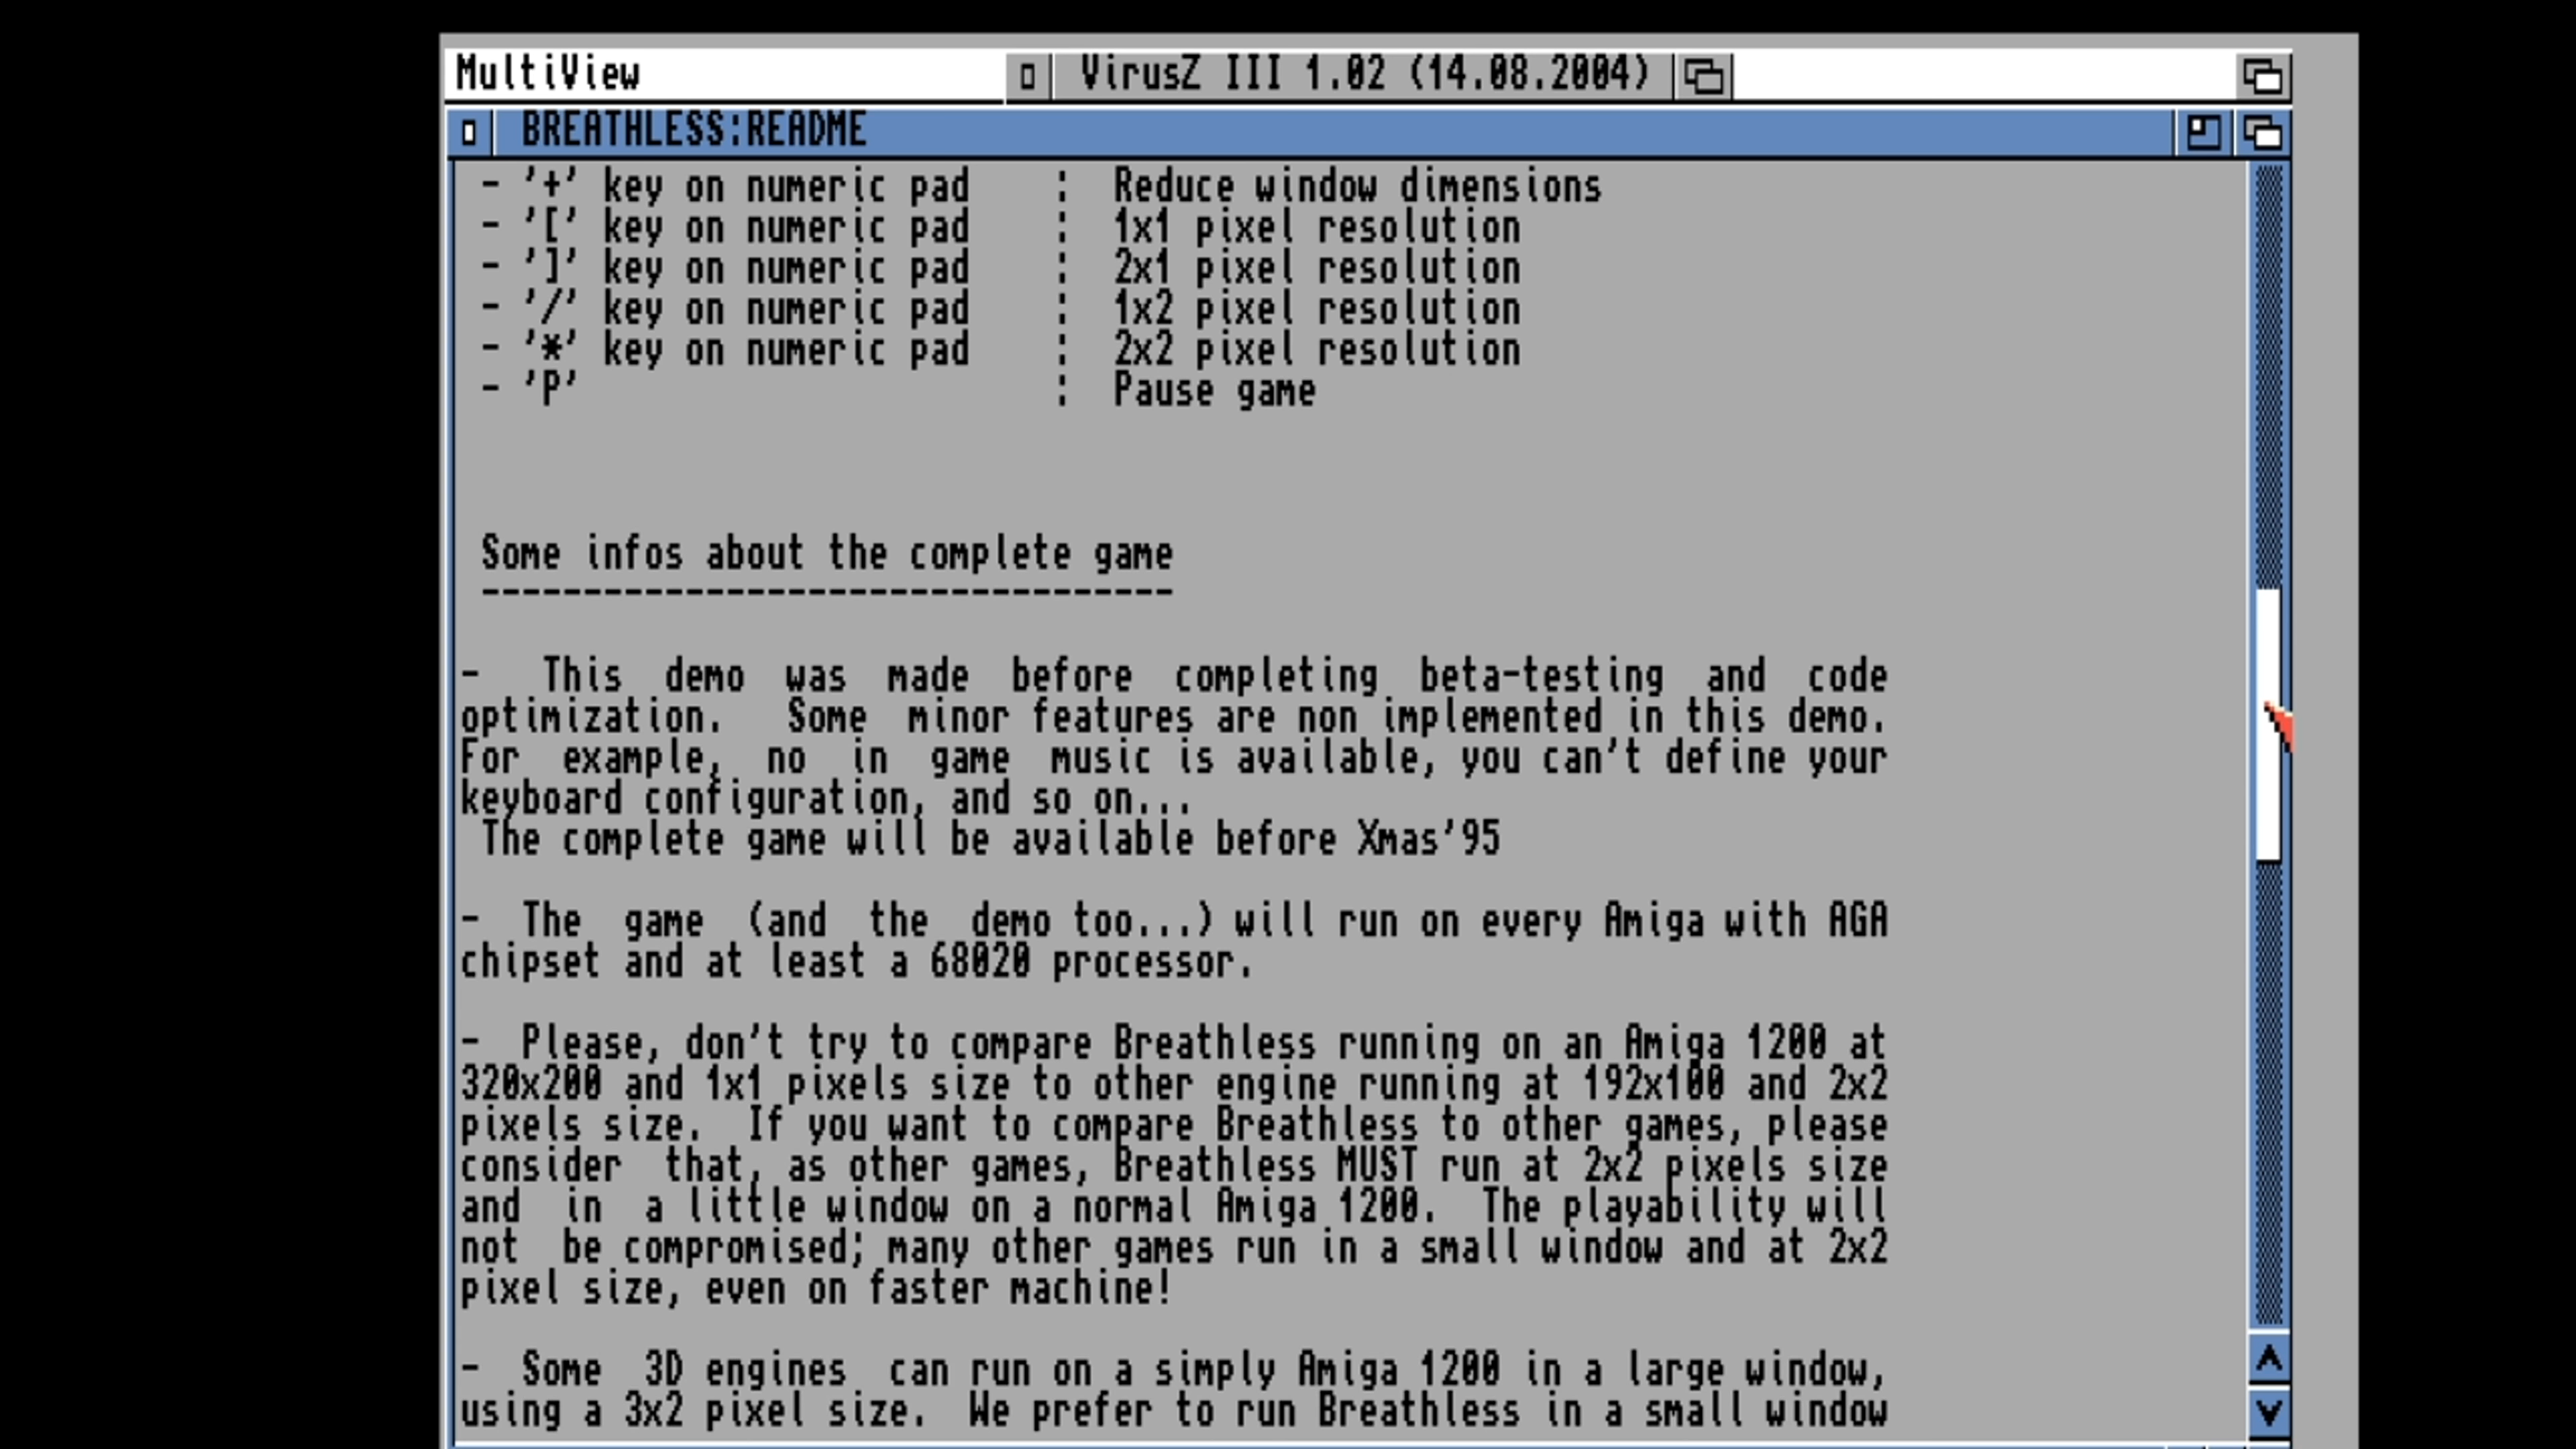 MultiView
VirusZ III 1.02 (14.08.2004)
BREATHLESS:README
- '+' key on numeric pad : Reduce window dimensions
- '[' key on numeric pad : 1x1 pixel resolution
- ']' key on numeric pad : 2x1 pixel resolution
- '/' key on numeric pad : 1x2 pixel resolution
- '*' key on numeric pad : 2x2 pixel resolution
- 'P' : Pause game
Some infos about the complete game
----------------------------------
- This demo was made before completing beta-testing and code
optimization. Some minor features are non implemented in this demo.
For example, no in game music is available, you can't define your
keyboard configuration, and so on...
The complete game will be available before Xmas'95
- The game (and the demo too...) will run on every Amiga with AGA
chipset and at least a 68020 processor.
- Please, don't try to compare Breathless running on an Amiga 1200 at
320x200 and 1x1 pixels size to other engine running at 192x100 and 2x2
pixels size. If you want to compare Breathless to other games, please
consider that, as other games, Breathless MUST run at 2x2 pixels size
and in a little window on a normal Amiga 1200. The playability will
not be compromised; many other games run in a small window and at 2x2
pixel size, even on faster machine!
- Some 3D engines can run on a simply Amiga 1200 in a large window,
using a 3x2 pixel size. We prefer to run Breathless in a small window